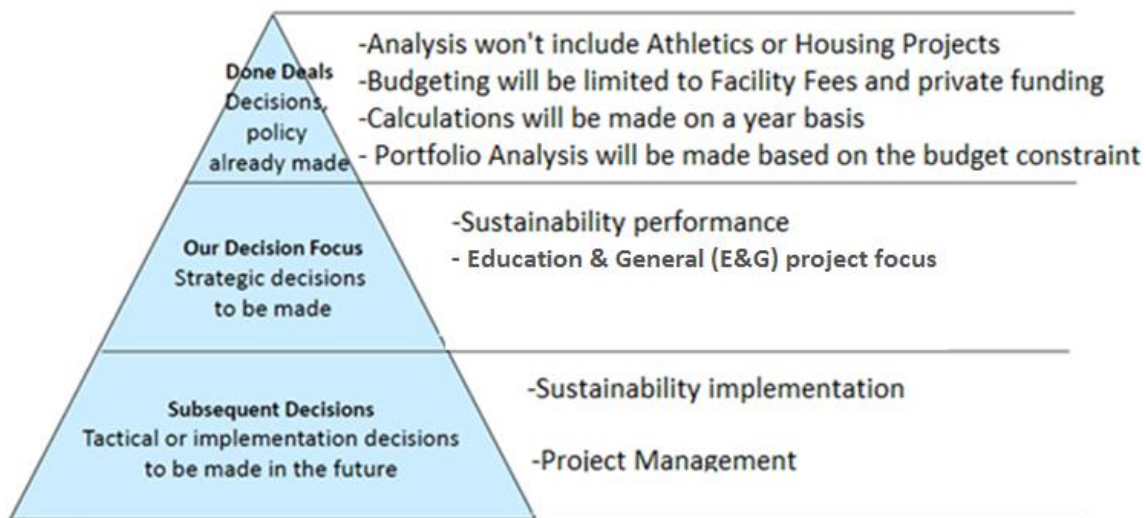 Done Deals
Decisions,
policy
already made
-Analysis won't include Athletics or Housing Projects
-Budgeting will be limited to Facility Fees and private funding
-Calculations will be made on a year basis
- Portfolio Analysis will be made based on the budget constraint
Our Decision Focus
Strategic decisions
to be made
-Sustainability performance
- Education & General (E&G) project focus
Subsequent Decisions
Tactical or implementation decisions
to be made in the future
-Sustainability implementation
-Project Management